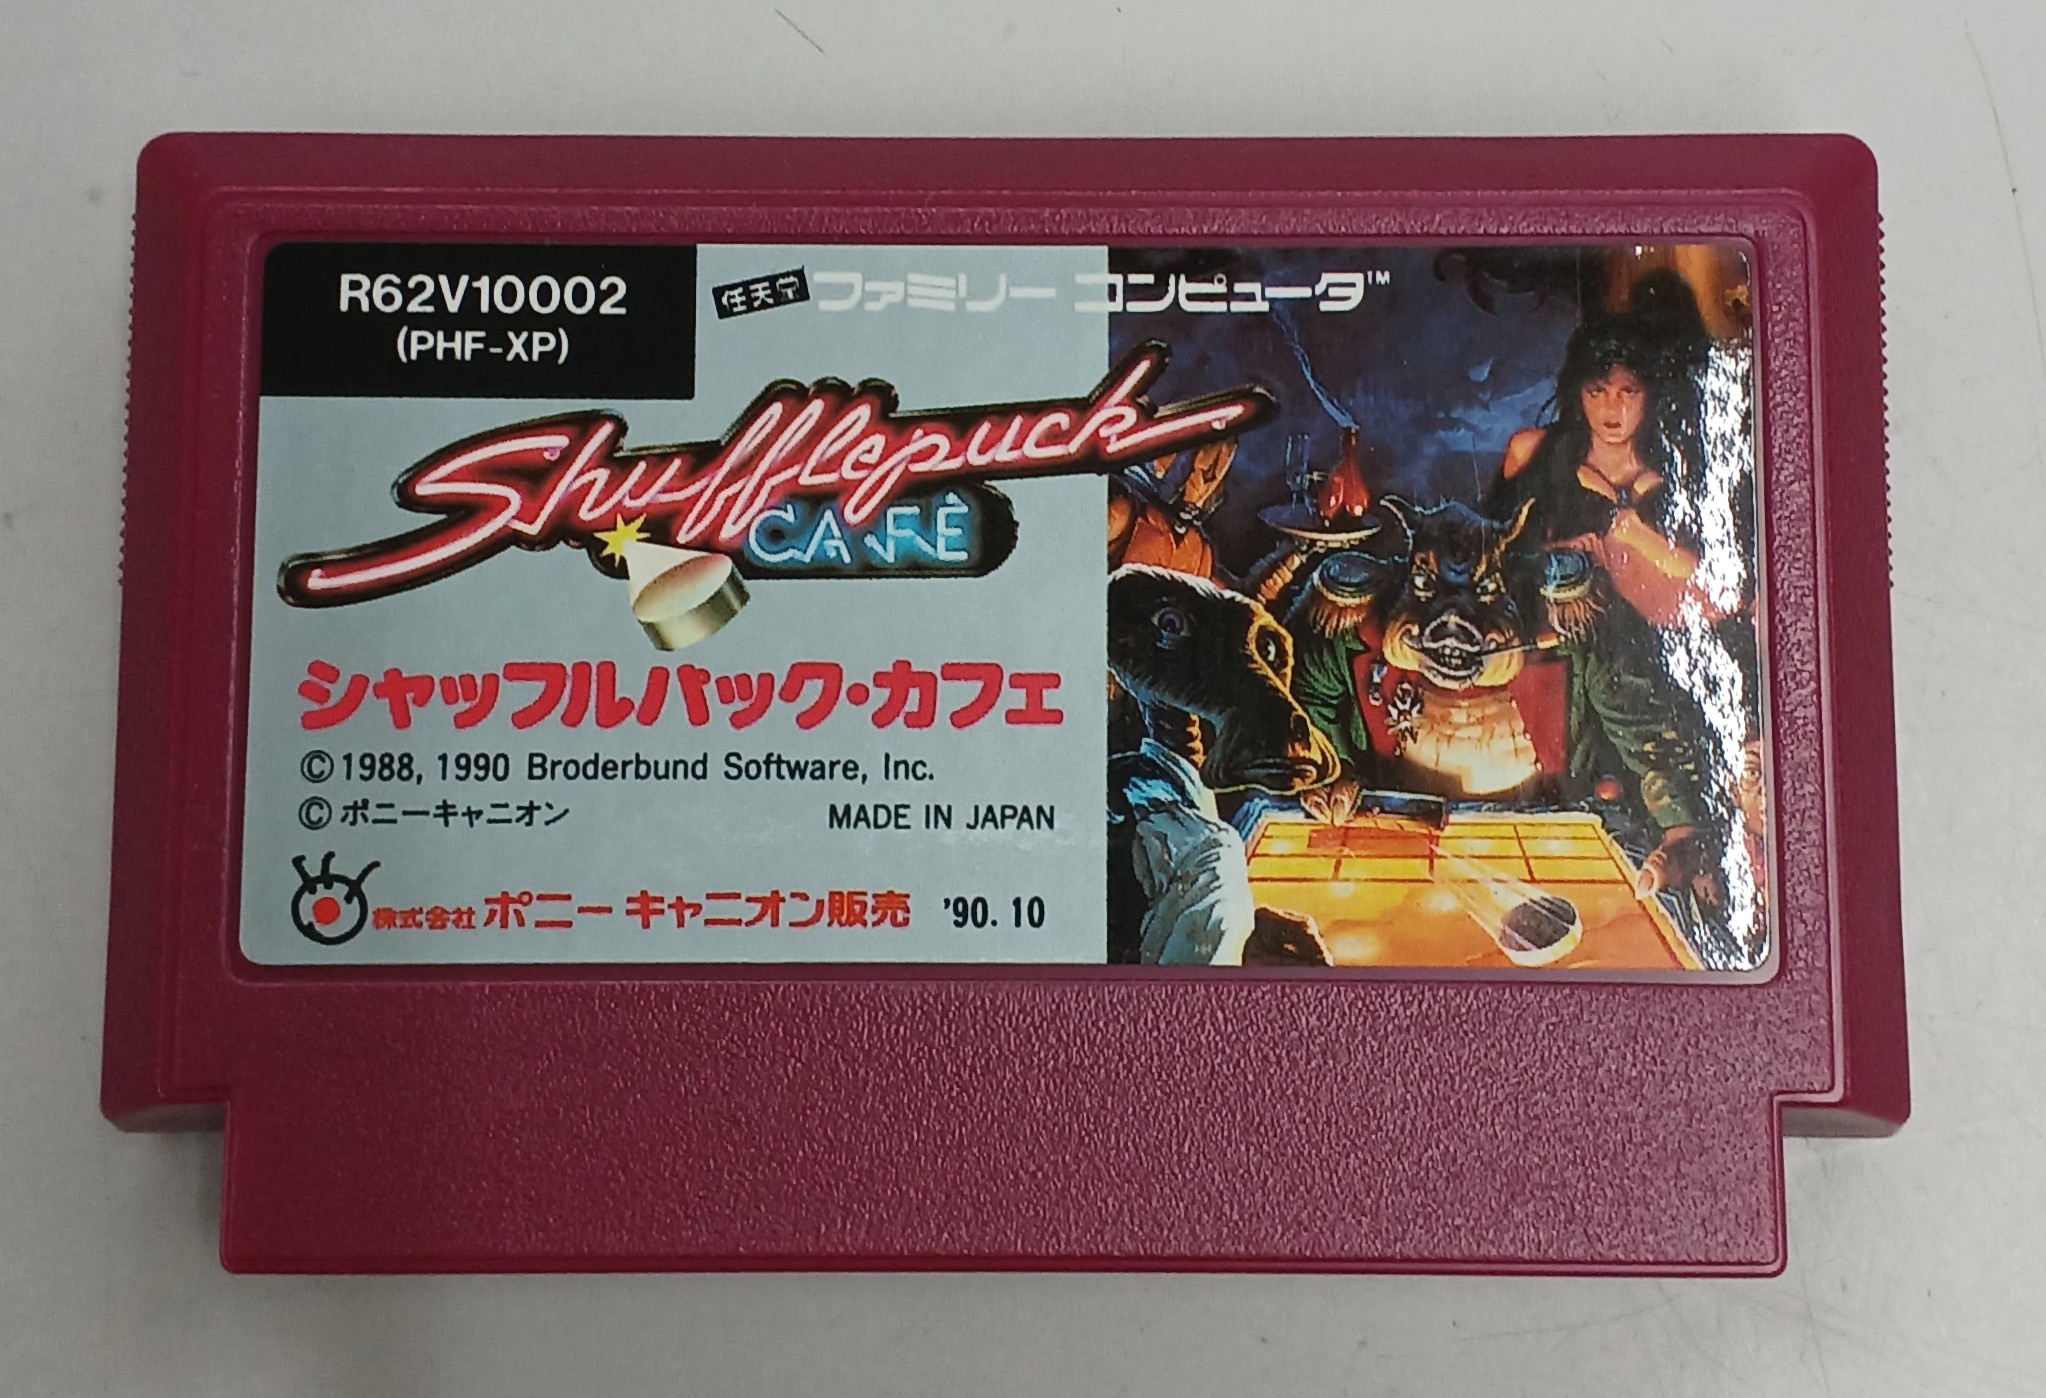 R62V10002
(PHF-XP)
任天堂 ファミリー コンピュータ™
Shufflepuck
CAFÈ
シャッフルパック・カフェ
©1988, 1990 Broderbund Software, Inc.
©ポニーキャニオン MADE IN JAPAN
株式会社 ポニーキャニオン販売 '90.10